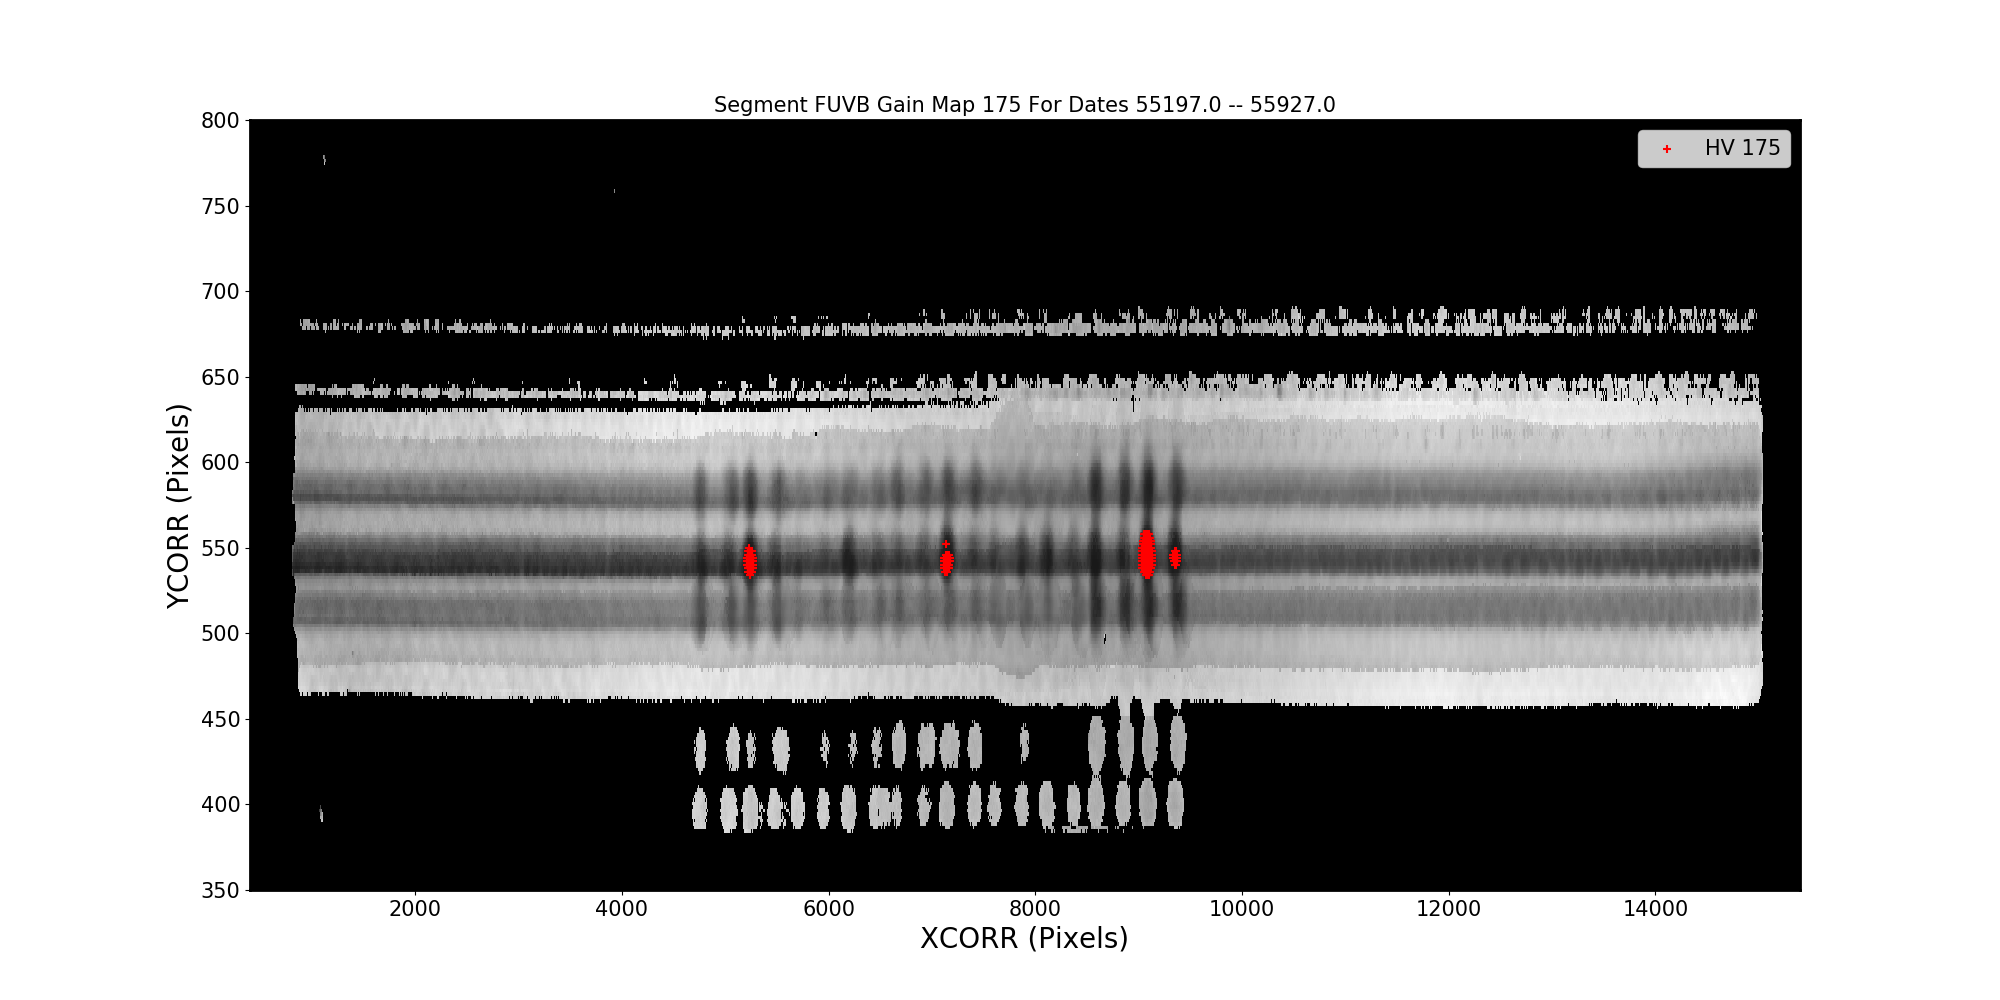 Segment FUVB Gain Map 175 For Dates 55197.0 -- 55927.0
HV 175
800
750
700
650
600
550
500
450
400
350
YCORR (Pixels)
2000 4000 6000 8000 10000 12000 14000
XCORR (Pixels)